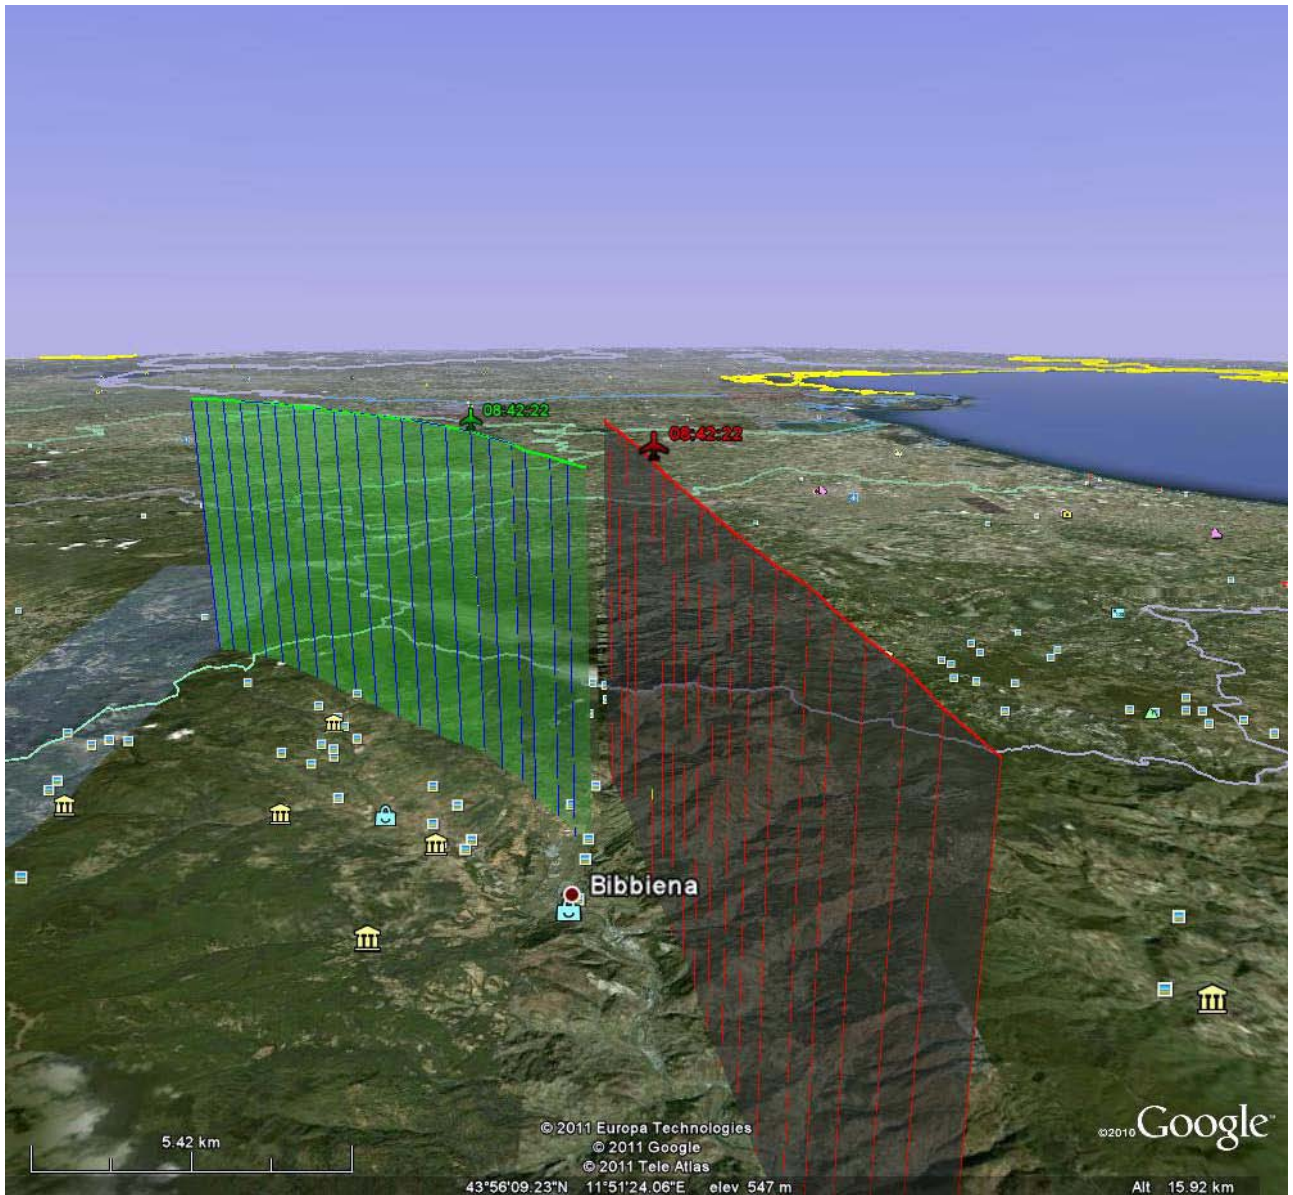 08:42:22
08:42:22
Bibbiena
5.42 km
© 2011 Europa Technologies
© 2011 Google
© 2011 Tele Atlas
©2010 Google™
43°56'09.23"N 11°51'24.06"E elev 547 m
Alt 15.92 km